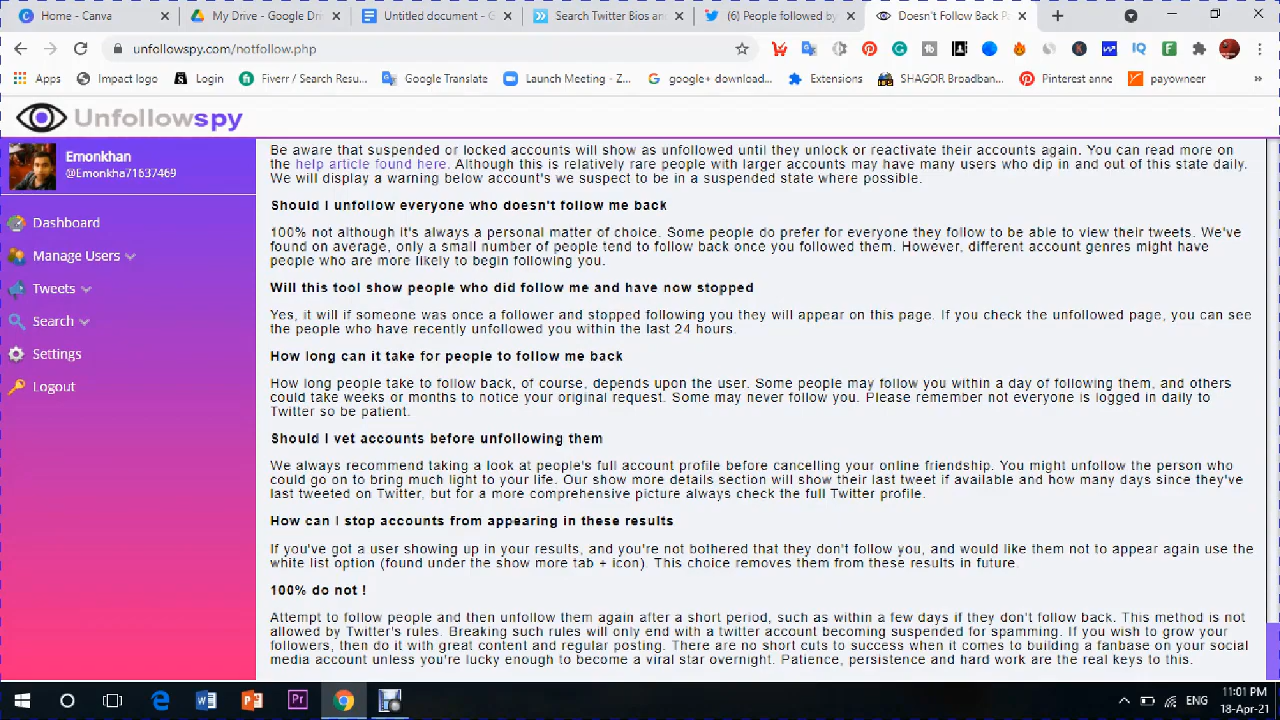 Home - Canva
My Drive - Google Dri
Untitled document - G
Search Twitter Bios an
(6) People followed by
Doesn't Follow Back P
unfollowspy.com/notfollow.php
Apps
Impact logo
Login
Fiverr / Search Resu...
Google Translate
Launch Meeting - Z...
google+ download...
Extensions
SHAGOR Broadban...
Pinterest anne
payowneer
»
Unfollowspy
Emonkhan
@Emonkha71637469
Dashboard
Manage Users
Tweets
Search
Settings
Logout
Be aware that suspended or locked accounts will show as unfollowed until they unlock or reactivate their accounts again. You can read more on
the help article found here. Although this is relatively rare people with larger accounts may have many users who dip in and out of this state daily.
We will display a warning below account's we suspect to be in a suspended state where possible.
Should I unfollow everyone who doesn't follow me back
100% not although it's always a personal matter of choice. Some people do prefer for everyone they follow to be able to view their tweets. We've
found on average, only a small number of people tend to follow back once you followed them. However, different account genres might have
people who are more likely to begin following you.
Will this tool show people who did follow me and have now stopped
Yes, it will if someone was once a follower and stopped following you they will appear on this page. If you check the unfollowed page, you can see
the people who have recently unfollowed you within the last 24 hours.
How long can it take for people to follow me back
How long people take to follow back, of course, depends upon the user. Some people may follow you within a day of following them, and others
could take weeks or months to notice your original request. Some may never follow you. Please remember not everyone is logged in daily to
Twitter so be patient.
Should I vet accounts before unfollowing them
We always recommend taking a look at people's full account profile before cancelling your online friendship. You might unfollow the person who
could go on to bring much light to your life. Our show more details section will show their last tweet if available and how many days since they've
last tweeted on Twitter, but for a more comprehensive picture always check the full Twitter profile.
How can I stop accounts from appearing in these results
If you've got a user showing up in your results, and you're not bothered that they don't follow you, and would like them not to appear again use the
white list option (found under the show more tab + icon). This choice removes them from these results in future.
100% do not !
Attempt to follow people and then unfollow them again after a short period, such as within a few days if they don't follow back. This method is not
allowed by Twitter's rules. Breaking such rules will only end with a twitter account becoming suspended for spamming. If you wish to grow your
followers, then do it with great content and regular posting. There are no short cuts to success when it comes to building a fanbase on your social
media account unless you're lucky enough to become a viral star overnight. Patience, persistence and hard work are the real keys to this.
ENG
11:01 PM
18-Apr-21